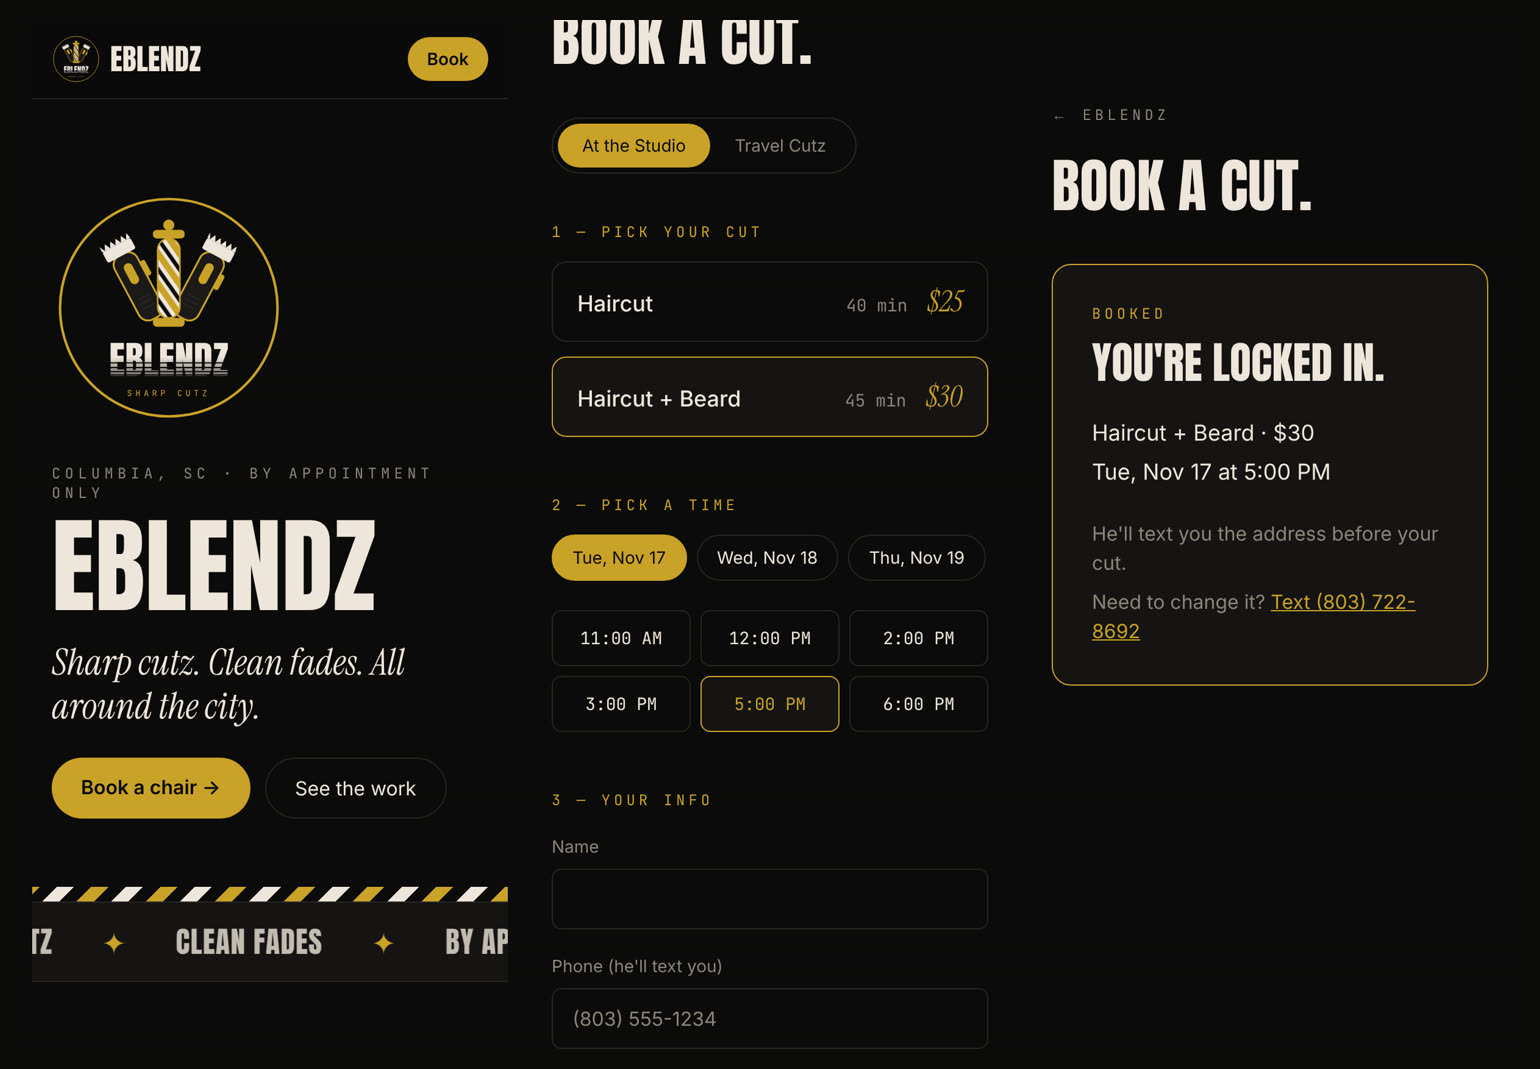 EBLENDZ
EBLENDZ
Book
EBLENDZ
SHARP CUTZ
COLUMBIA, SC · BY APPOINTMENT
ONLY
EBLENDZ
Sharp cutz. Clean fades. All
around the city.
Book a chair →
See the work
TZ ✦ CLEAN FADES ✦ BY AP
BOOK A CUT.
At the Studio
Travel Cutz
1 — PICK YOUR CUT
Haircut 40 min $25
Haircut + Beard 45 min $30
2 — PICK A TIME
Tue, Nov 17
Wed, Nov 18
Thu, Nov 19
11:00 AM
12:00 PM
2:00 PM
3:00 PM
5:00 PM
6:00 PM
3 — YOUR INFO
Name
Phone (he'll text you)
(803) 555-1234
← EBLENDZ
BOOK A CUT.
BOOKED
YOU'RE LOCKED IN.
Haircut + Beard · $30
Tue, Nov 17 at 5:00 PM
He'll text you the address before your
cut.
Need to change it? Text (803) 722-
8692